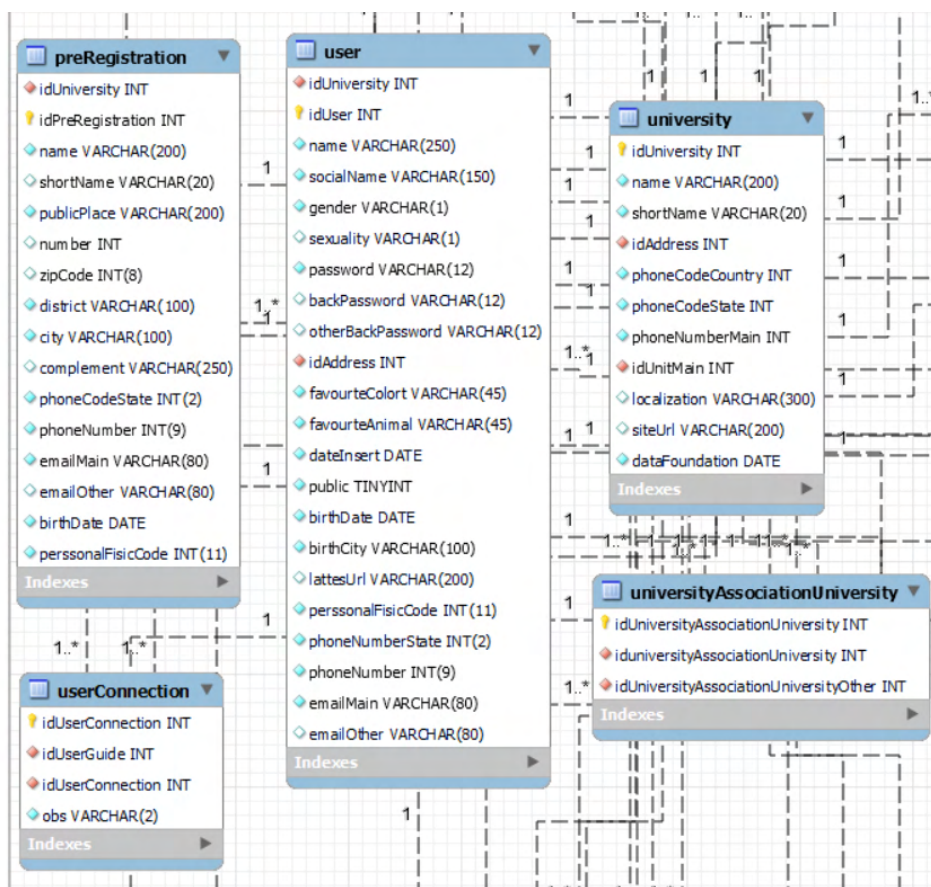 preRegistration
idUniversity INT
idPreRegistration INT
name VARCHAR(200)
shortName VARCHAR(20)
publicPlace VARCHAR(200)
number INT
zipCode INT(8)
district VARCHAR(100)
city VARCHAR(100)
complement VARCHAR(250)
phoneCodeState INT(2)
phoneNumber INT(9)
emailMain VARCHAR(80)
emailOther VARCHAR(80)
birthDate DATE
perssonalFisicCode INT(11)
Indexes
userConnection
idUserConnection INT
idUserGuide INT
idUserConnection INT
obs VARCHAR(2)
Indexes
user
idUniversity INT
idUser INT
name VARCHAR(250)
socialName VARCHAR(150)
gender VARCHAR(1)
sexuality VARCHAR(1)
password VARCHAR(12)
backPassword VARCHAR(12)
otherBackPassword VARCHAR(12)
idAddress INT
favourteColort VARCHAR(45)
favourteAnimal VARCHAR(45)
dateInsert DATE
public TINYINT
birthDate DATE
birthCity VARCHAR(100)
lattesUrl VARCHAR(200)
perssonalFisicCode INT(11)
phoneNumberState INT(2)
phoneNumber INT(9)
emailMain VARCHAR(80)
emailOther VARCHAR(80)
Indexes
university
idUniversity INT
name VARCHAR(200)
shortName VARCHAR(20)
idAddress INT
phoneCodeCountry INT
phoneCodeState INT
phoneNumberMain INT
idUnitMain INT
localization VARCHAR(300)
siteUrl VARCHAR(200)
dataFoundation DATE
Indexes
universityAssociationUniversity
idUniversityAssociationUniversity INT
iduniversityAssociationUniversity INT
idUniversityAssociationUniversityOther INT
Indexes
1
1..*
1
1
1..*
1..*
1
1
1
1
1
1
1
1
1..*
1
1
1
1
1
1..*
1
1
1
1
1
1
1